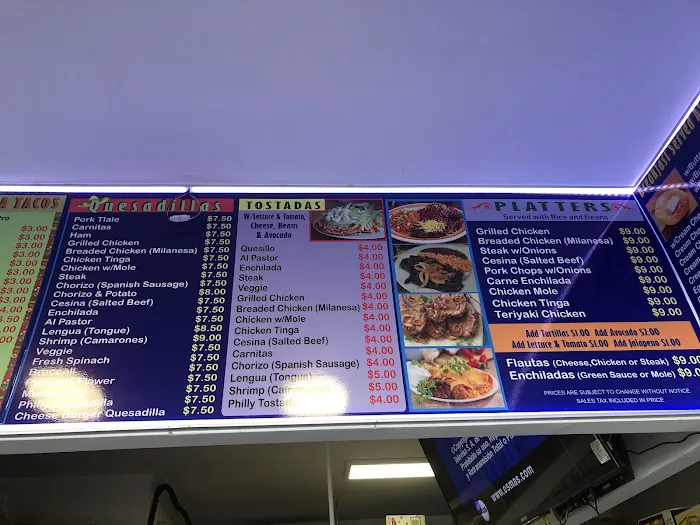 A TACOS
$3.00
$3.00
$3.00
$3.00
$3.00
$3.00
$3.00
$3.00
$3.00
Quesadillas
Pork Tlale $7.50
Carnitas $7.50
Ham $7.50
Grilled Chicken $7.50
Breaded Chicken (Milanesa) $7.50
Chicken Tinga $7.50
Chicken w/Mole $7.50
Steak $7.50
Chorizo (Spanish Sausage) $7.50
Chorizo & Potato $8.00
Cesina (Salted Beef) $7.50
Enchilada $7.50
Al Pastor $7.50
Lengua (Tongue) $8.50
Shrimp (Camarones) $9.00
Veggie $7.50
Fresh Spinach $7.50
Broccoli $7.50
Flower $7.50
$7.50
$7.50
Cheese Burger Quesadilla $7.50
TOSTADAS
W/Lettuce & Tomato,
Cheese, Beans
& Avocado
Quesillo $4.00
Al Pastor $4.00
Enchilada $4.00
Steak $4.00
Veggie $4.00
Grilled Chicken $4.00
Breaded Chicken (Milanesa) $4.00
Chicken w/Mole $4.00
Chicken Tinga $4.00
Cesina (Salted Beef) $4.00
Carnitas $4.00
Chorizo (Spanish Sausage) $4.00
Lengua (Tongue) $5.00
Shrimp $5.00
Philly $4.00
PLATTERS
Served with Rice and Beans
Grilled Chicken $9.00
Breaded Chicken (Milanesa) $9.00
Steak w/Onions $9.00
Cesina (Salted Beef) $9.00
Pork Chops w/Onions $9.00
Carne Enchilada $9.00
Chicken Mole $9.00
Chicken Tinga $9.00
Teriyaki Chicken $9.00
Add Tortillas $1.00 Add Avocado $2.00
Add Lettuce & Tomato $1.00 Add Jalapeno $1.00
Flautas (Cheese,Chicken or Steak) $9.00
Enchiladas (Green Sauce or Mole) $9.0
PRICES ARE SUBJECT TO CHANGE WITHOUT NOTICE
SALES TAX INCLUDED IN PRICE
www.esmas.com